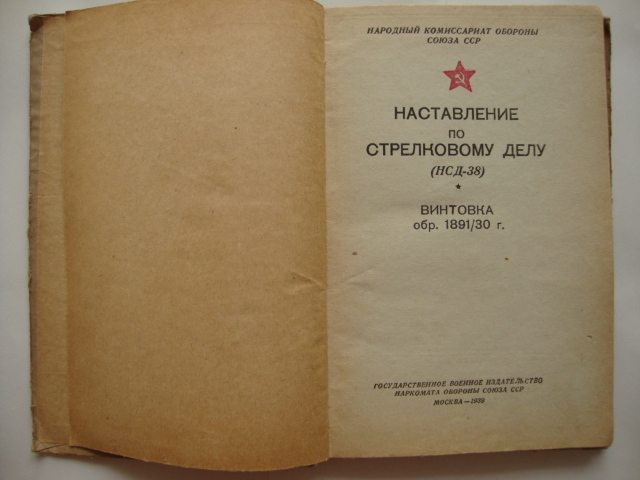 НАРОДНЫЙ КОМИССАРИАТ ОБОРОНЫ
СОЮЗА ССР
НАСТАВЛЕНИЕ
ПО
СТРЕЛКОВОМУ ДЕЛУ
(НСД-38)
ВИНТОВКА
обр. 1891/30 г.
ГОСУДАРСТВЕННОЕ ВОЕННОЕ ИЗДАТЕЛЬСТВО
НАРКОМАТА ОБОРОНЫ СОЮЗА ССР
МОСКВА—1938